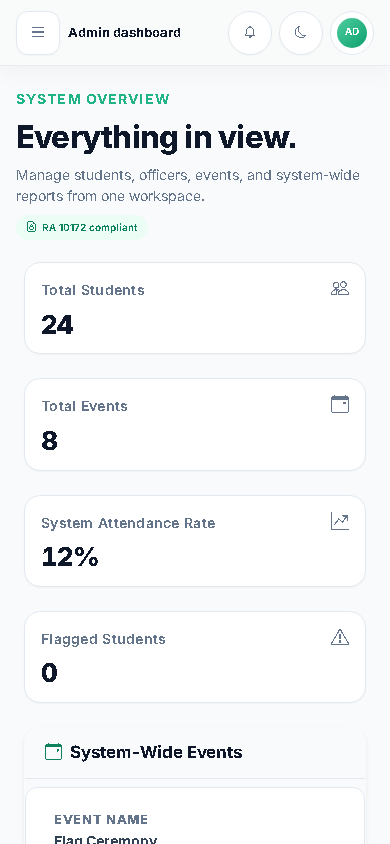 Admin dashboard
AD
SYSTEM OVERVIEW
Everything in view.
Manage students, officers, events, and system-wide
reports from one workspace.
RA 10172 compliant
Total Students
24
Total Events
8
System Attendance Rate
12%
Flagged Students
0
System-Wide Events
EVENT NAME
Flag Ceremony